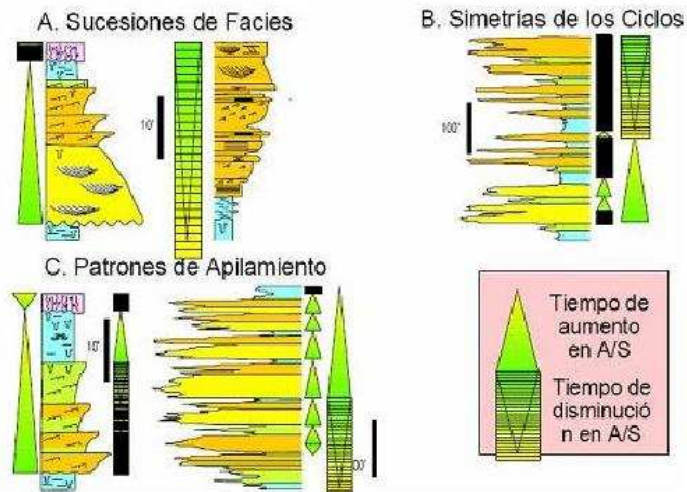 A. Sucesiones de Facies
B. Simetrías de los Ciclos
10'
100'
C. Patrones de Apilamiento
10'
00'
Tiempo de
aumento
en A/S
Tiempo de
disminució
n en A/S